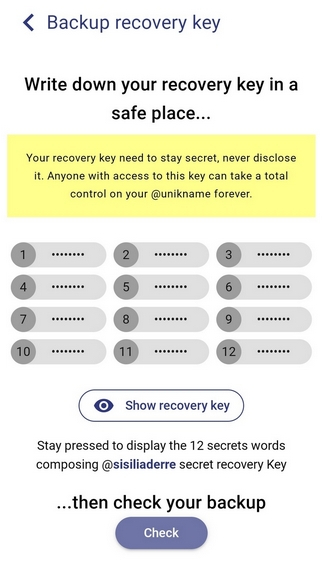 Backup recovery key
Write down your recovery key in a
safe place...
Your recovery key need to stay secret, never disclose
it. Anyone with access to this key can take a total
control on your @unikname forever.
1 •••••••• 2 •••••••• 3 ••••••••
4 •••••••• 5 •••••••• 6 ••••••••
7 •••••••• 8 •••••••• 9 ••••••••
10 •••••••• 11 •••••••• 12 ••••••••
Show recovery key
Stay pressed to display the 12 secrets words
composing @sisiliaderre secret recovery Key
...then check your backup
Check